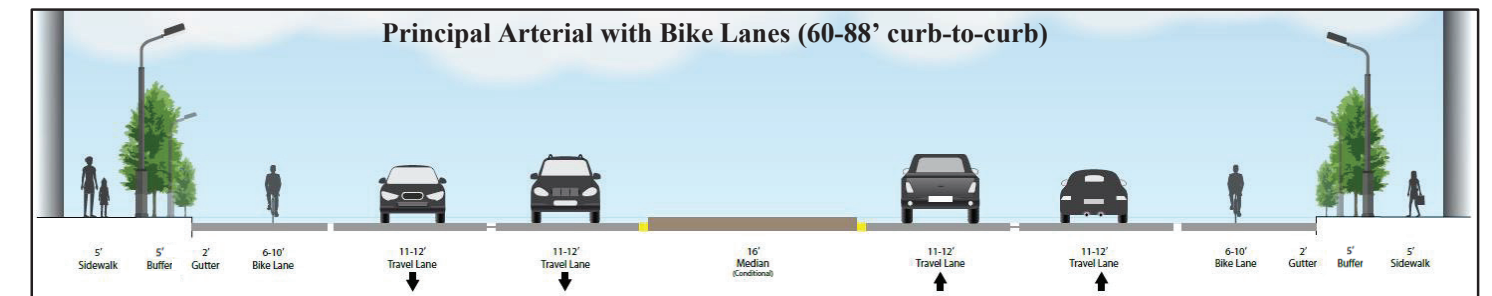 Principal Arterial with Bike Lanes (60-88’ curb-to-curb)
5’ Sidewalk
5’ Buffer
2’ Gutter
6-10’ Bike Lane
11-12’ Travel Lane
11-12’ Travel Lane
16’ Median (Conditional)
11-12’ Travel Lane
11-12’ Travel Lane
6-10’ Bike Lane
2’ Gutter
5’ Buffer
5’ Sidewalk